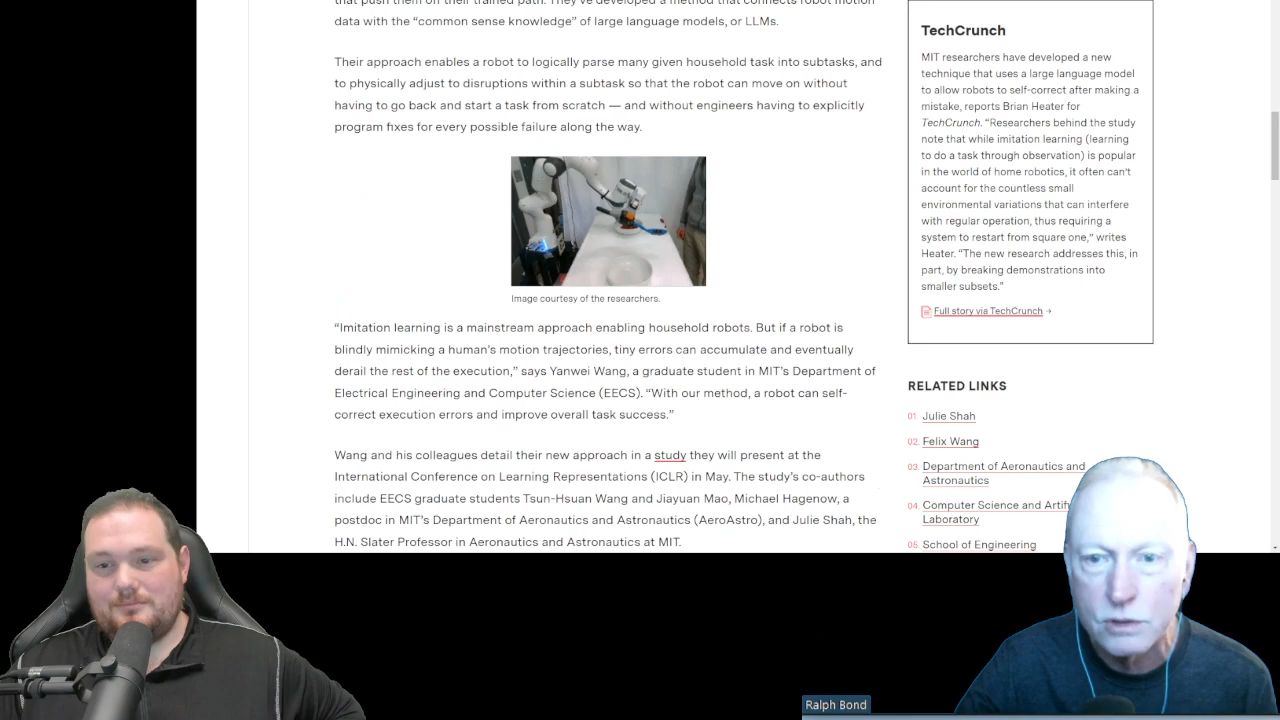 that push them off their trained path. They've developed a method that connects robot motion
data with the “common sense knowledge” of large language models, or LLMs.
Their approach enables a robot to logically parse many given household task into subtasks, and
to physically adjust to disruptions within a subtask so that the robot can move on without
having to go back and start a task from scratch — and without engineers having to explicitly
program fixes for every possible failure along the way.
Image courtesy of the researchers.
“Imitation learning is a mainstream approach enabling household robots. But if a robot is
blindly mimicking a human’s motion trajectories, tiny errors can accumulate and eventually
derail the rest of the execution,” says Yanwei Wang, a graduate student in MIT’s Department of
Electrical Engineering and Computer Science (EECS). “With our method, a robot can self-
correct execution errors and improve overall task success.”
Wang and his colleagues detail their new approach in a study they will present at the
International Conference on Learning Representations (ICLR) in May. The study’s co-authors
include EECS graduate students Tsun-Hsuan Wang and Jiayuan Mao, Michael Hagenow, a
postdoc in MIT’s Department of Aeronautics and Astronautics (AeroAstro), and Julie Shah, the
H.N. Slater Professor in Aeronautics and Astronautics at MIT.
TechCrunch
MIT researchers have developed a new
technique that uses a large language model
to allow robots to self-correct after making a
mistake, reports Brian Heater for
TechCrunch. “Researchers behind the study
note that while imitation learning (learning
to do a task through observation) is popular
in the world of home robotics, it often can’t
account for the countless small
environmental variations that can interfere
with regular operation, thus requiring a
system to restart from square one,” writes
Heater. “The new research addresses this, in
part, by breaking demonstrations into
smaller subsets.”
Full story via TechCrunch →
RELATED LINKS
01. Julie Shah
02. Felix Wang
03. Department of Aeronautics and
Astronautics
04. Computer Science and Artif
Laboratory
05. School of Engineering
Ralph Bond